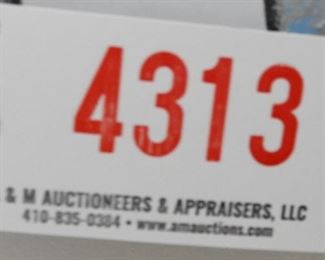 4313
& M AUCTIONEERS & APPRAISERS, LLC
410-835-0384 • www.amauctions.com